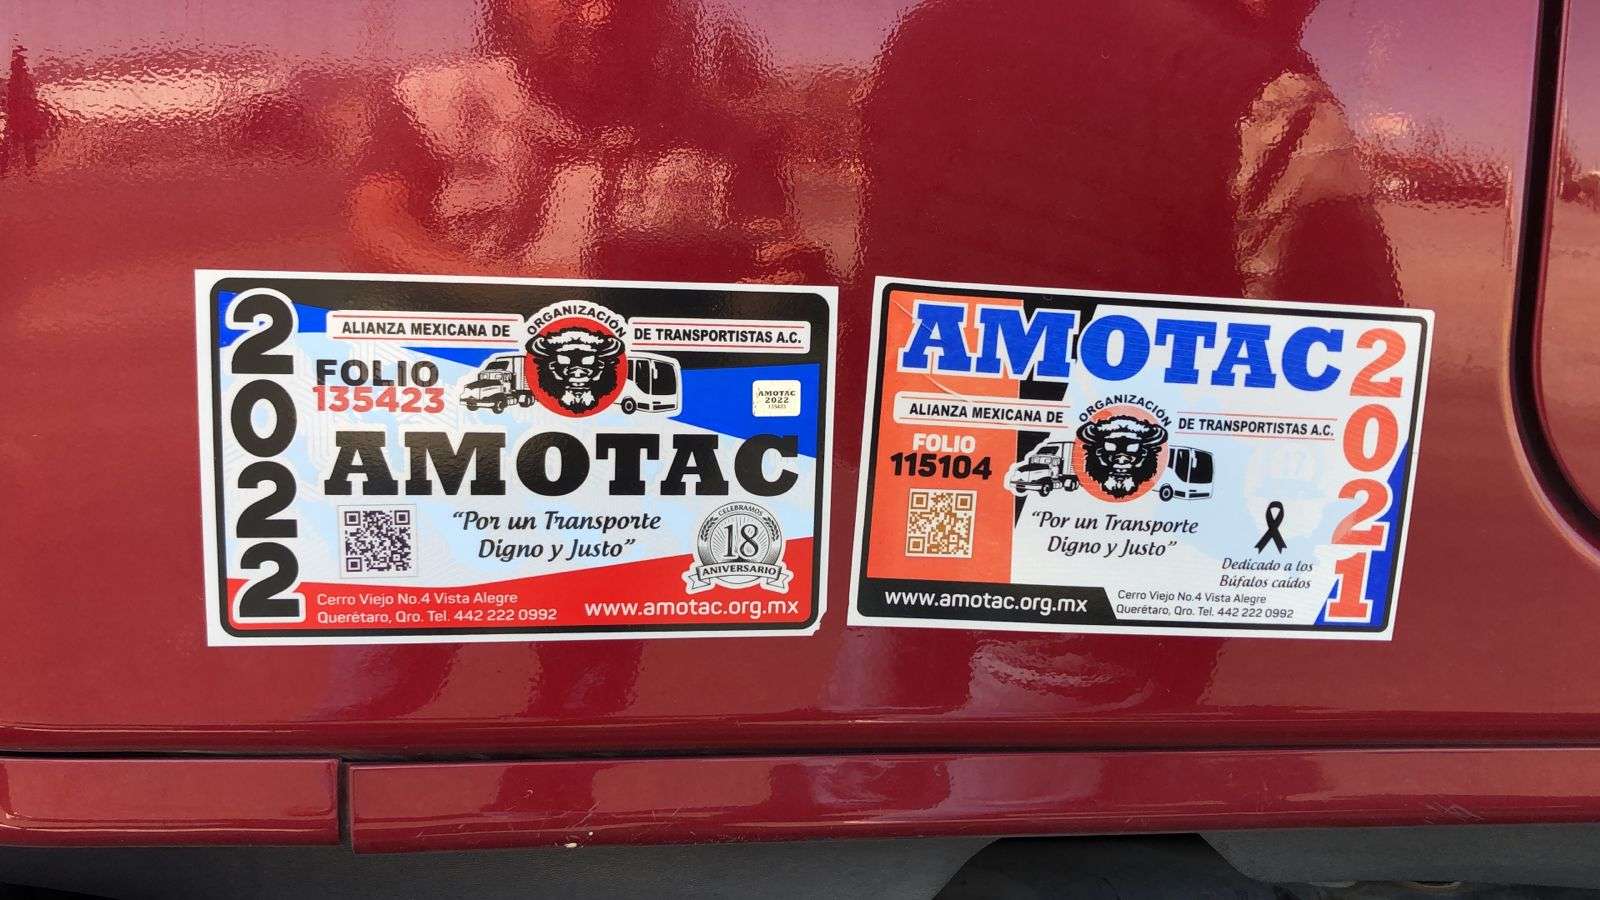 2022
ALIANZA MEXICANA DE ORGANIZACIÓN DE TRANSPORTISTAS A.C.
FOLIO
135423
AMOTAC
2022
135423
AMOTAC
"Por un Transporte
Digno y Justo"
CELEBRAMOS
18
ANIVERSARIO
Cerro Viejo No.4 Vista Alegre
Querétaro, Qro. Tel. 442 222 0992
www.amotac.org.mx
AMOTAC
2021
ALIANZA MEXICANA DE ORGANIZACIÓN DE TRANSPORTISTAS A.C.
FOLIO
115104
"Por un Transporte
Digno y Justo"
Dedicado a los
Búfalos caídos
www.amotac.org.mx
Cerro Viejo No.4 Vista Alegre
Querétaro, Qro. Tel. 442 222 0992